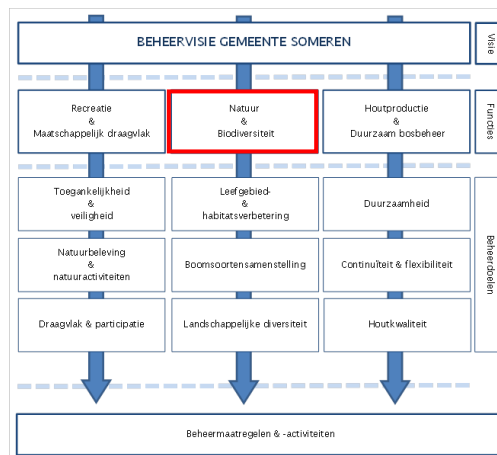 BEHEERVISIE GEMEENTE SOMEREN
Visie
Recreatie
&
Maatschappelijk draagvlak
Natuur
&
Biodiversiteit
Houtproductie
&
Duurzaam bosbeheer
Functies
Toegankelijkheid
&
veiligheid
Leefgebied-
&
habitatsverbetering
Duurzaamheid
Natuurbeleving
&
natuuractiviteiten
Boomsoortensamenstelling
Continuïteit & flexibiliteit
Draagvlak & participatie
Landschappelijke diversiteit
Houtkwaliteit
Beheerdoelen
Beheermaatregelen & -activiteiten